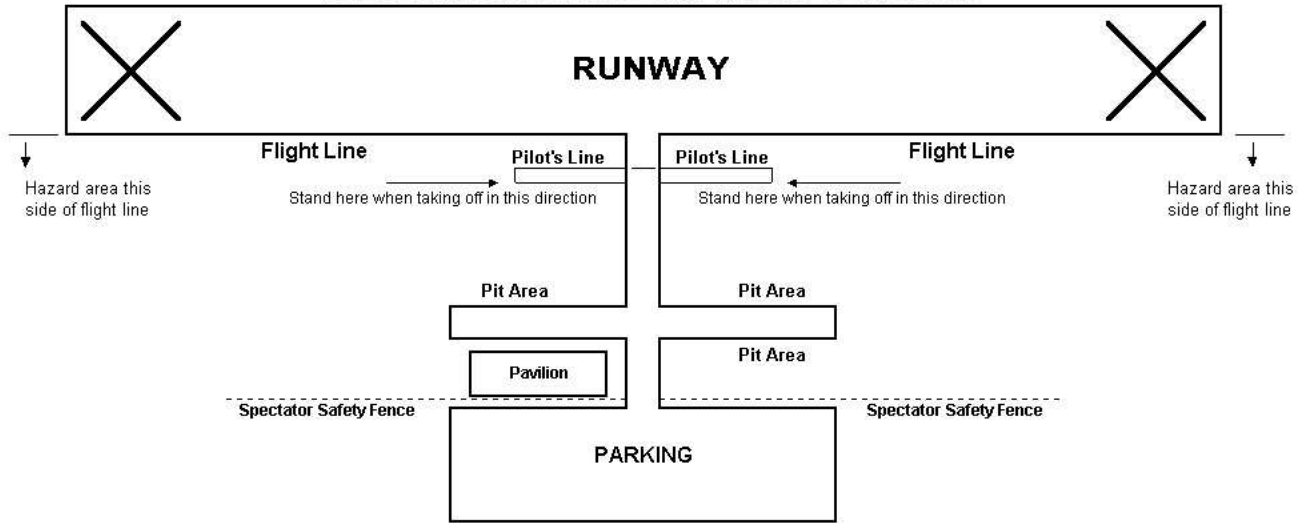 RUNWAY
Flight Line
Pilot's Line
Pilot's Line
Flight Line
Hazard area this
side of flight line
Stand here when taking off in this direction
Stand here when taking off in this direction
Hazard area this
side of flight line
Pit Area
Pit Area
Pavilion
Pit Area
Spectator Safety Fence
Spectator Safety Fence
PARKING